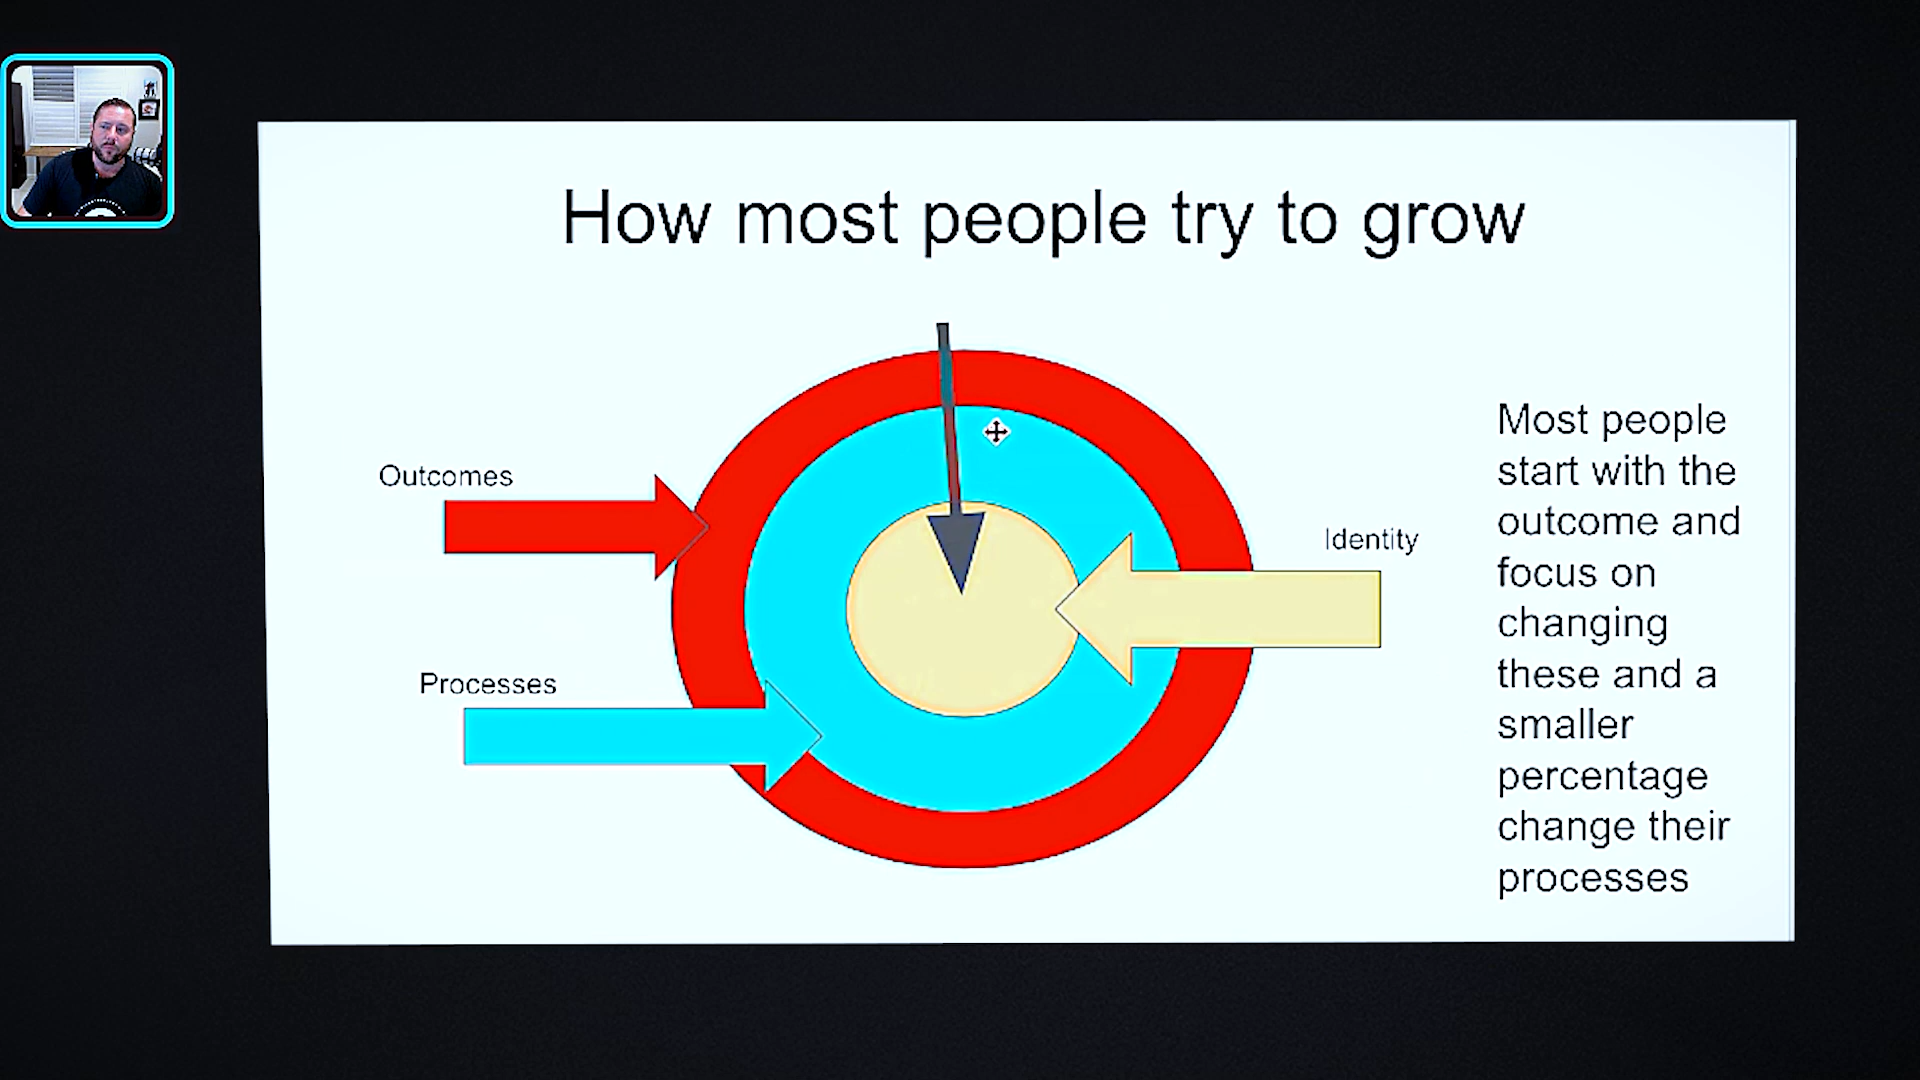 How most people try to grow
Outcomes
Processes
Identity
Most people
start with the
outcome and
focus on
changing
these and a
smaller
percentage
change their
processes